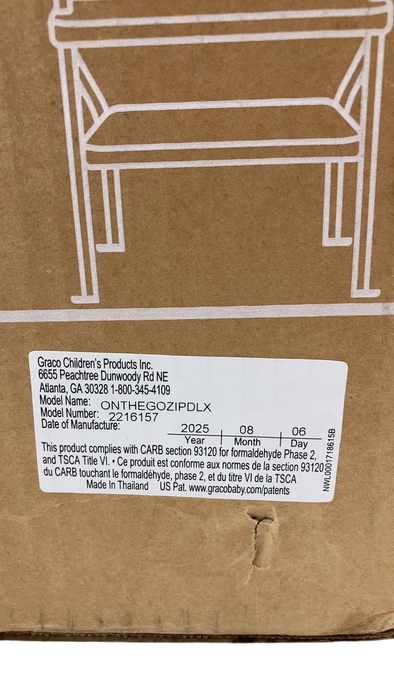 Graco Children's Products Inc.
6655 Peachtree Dunwoody Rd NE
Atlanta, GA 30328 1-800-345-4109
Model Name: ONTHEGOZIPDLX
Model Number: 2216157
Date of Manufacture:
2025 08 06
Year Month Day
This product complies with CARB section 93120 for formaldehyde Phase 2,
and TSCA Title VI. • Ce produit est conforme aux normes de la section 93120
du CARB touchant le formaldéhyde, phase 2, et du titre VI de la TSCA
Made in Thailand US Pat. www.gracobaby.com/patents
NWL0001718615B